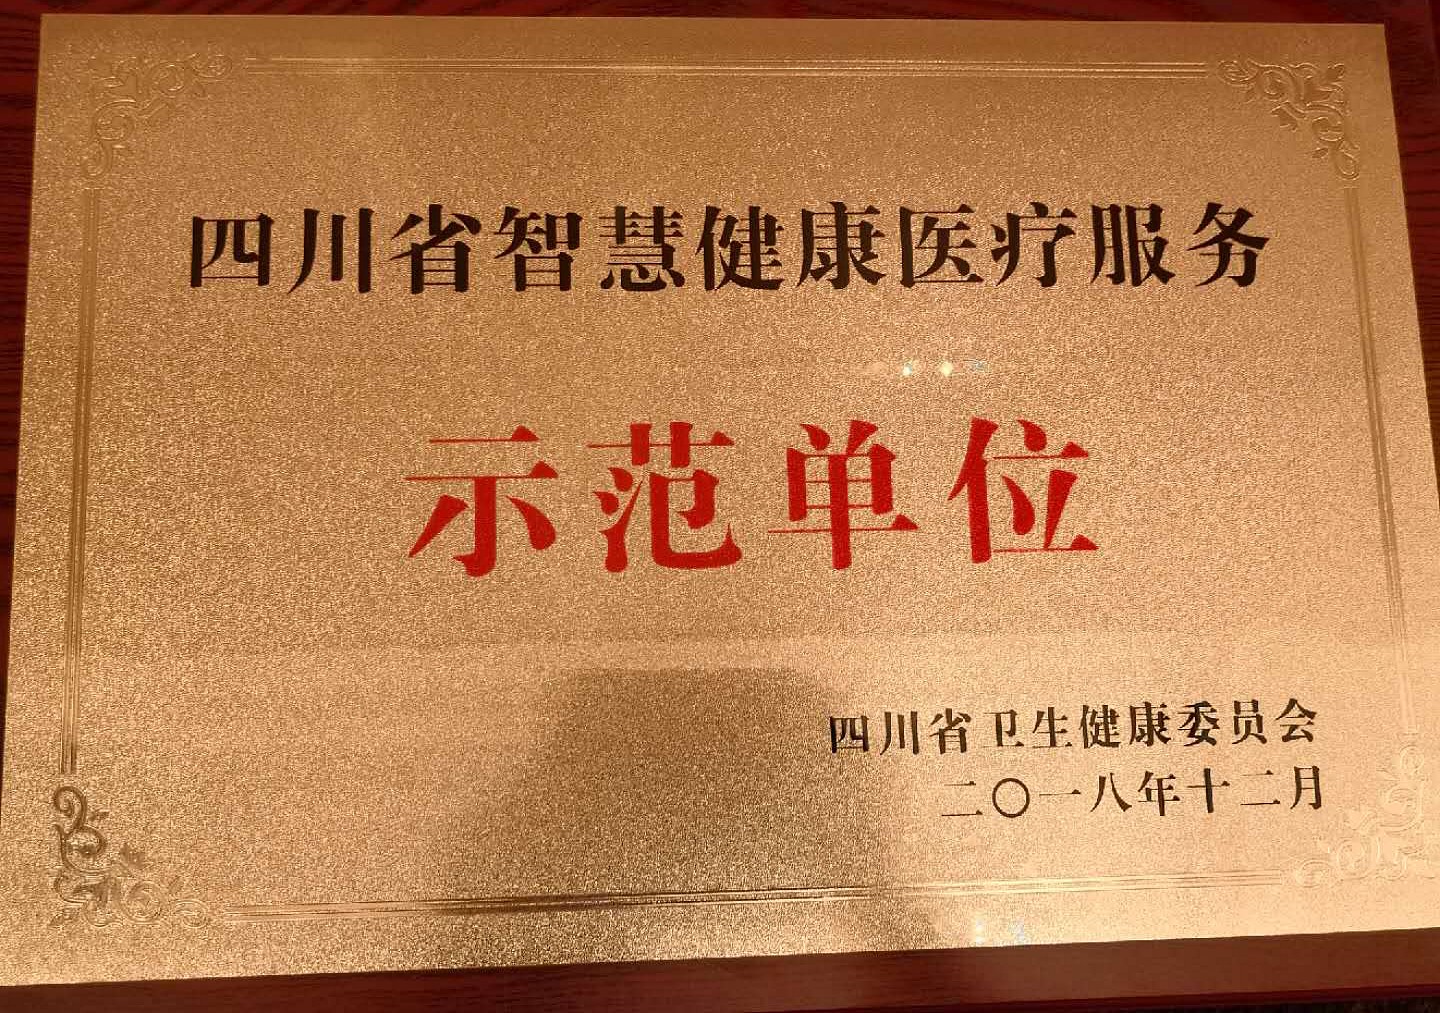 四川省智慧健康医疗服务
示范单位
四川省卫生健康委员会
二〇一八年十二月